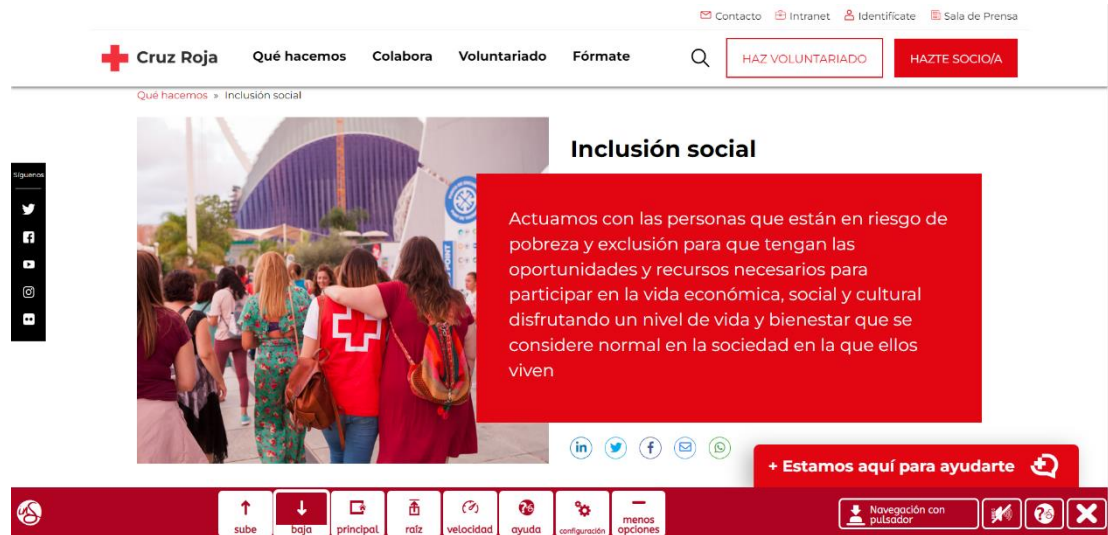 Contacto Intranet Identifícate Sala de Prensa
Cruz Roja Qué hacemos Colabora Voluntariado Fórmate HAZ VOLUNTARIADO HAZTE SOCIO/A
Qué hacemos » Inclusión social
Inclusión social
Síguenos
Actuamos con las personas que están en riesgo de
pobreza y exclusión para que tengan las
oportunidades y recursos necesarios para
participar en la vida económica, social y cultural
disfrutando un nivel de vida y bienestar que se
considere normal en la sociedad en la que ellos
viven
+ Estamos aquí para ayudarte
sube baja principal raíz velocidad ayuda configuración menos opciones
Navegación con
pulsador